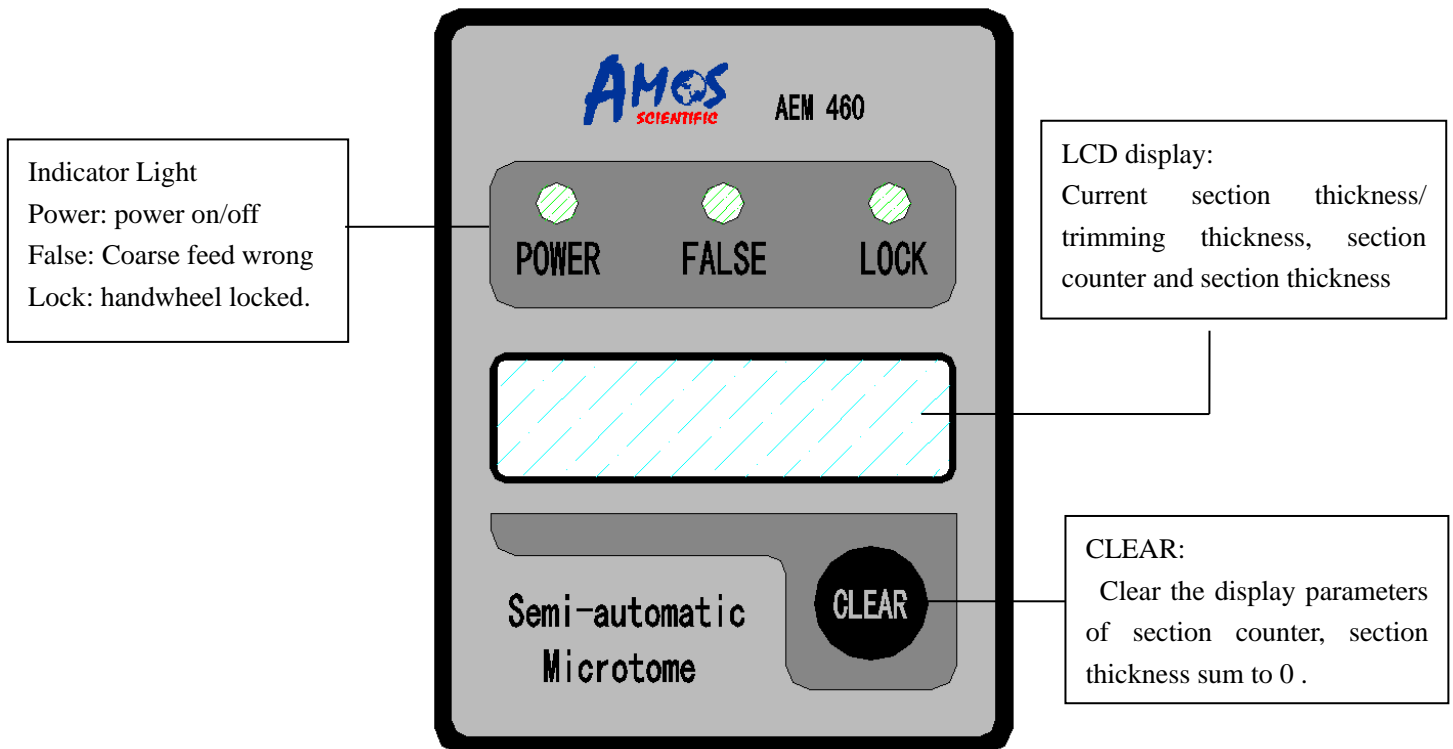 AMOS
SCIENTIFIC
AEM 460
Indicator Light
Power: power on/off
False: Coarse feed wrong
Lock: handwheel locked.
POWER FALSE LOCK
LCD display:
Current section thickness/
trimming thickness, section
counter and section thickness
CLEAR:
Clear the display parameters
of section counter, section
thickness sum to 0 .
CLEAR
Semi-automatic
Microtome